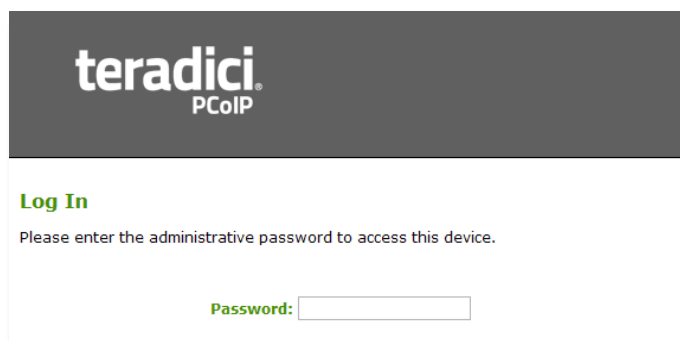 teradici.
PCoIP
Log In
Please enter the administrative password to access this device.
Password: